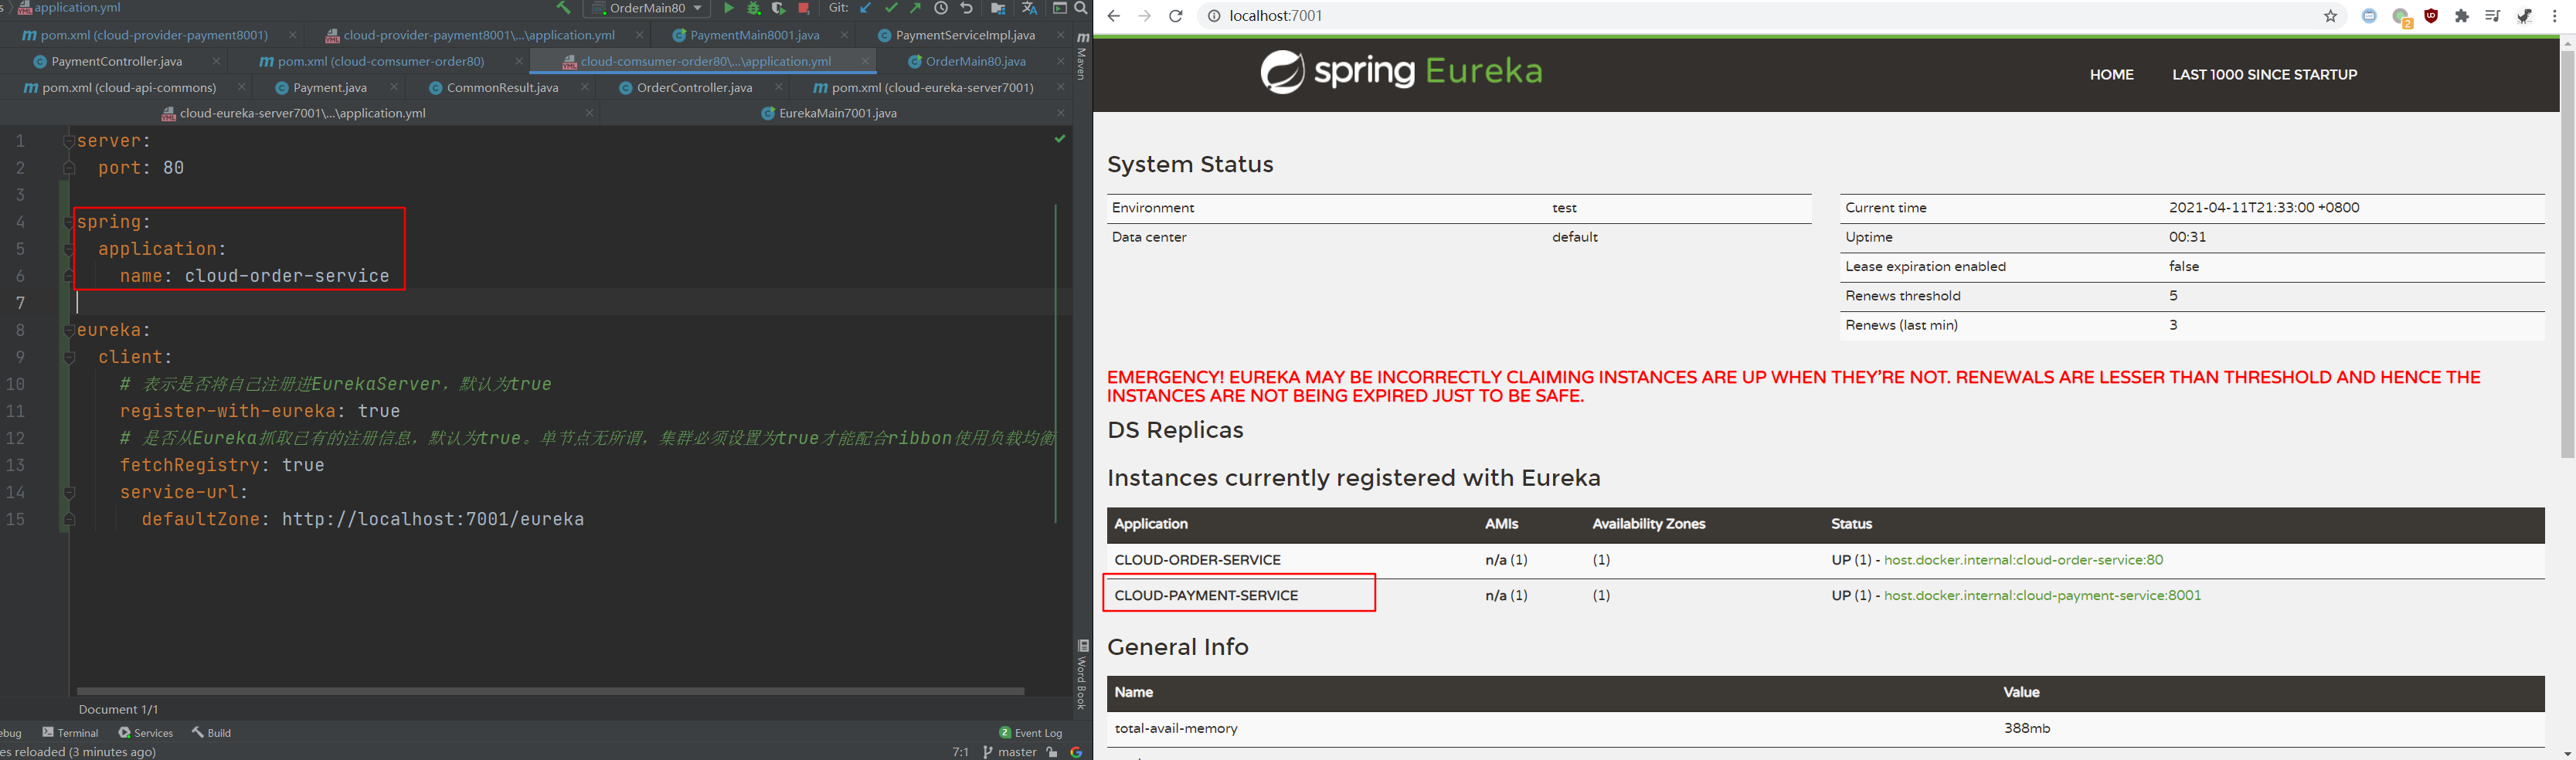 application.yml
OrderMain80
Git:
pom.xml (cloud-provider-payment8001)
cloud-provider-payment8001\...\application.yml
PaymentMain8001.java
PaymentServiceImpl.java
PaymentController.java
pom.xml (cloud-comsumer-order80)
cloud-comsumer-order80\...\application.yml
OrderMain80.java
pom.xml (cloud-api-commons)
Payment.java
CommonResult.java
OrderController.java
pom.xml (cloud-eureka-server7001)
cloud-eureka-server7001\...\application.yml
EurekaMain7001.java
Maven
Word Book
1 server:
2 port: 80
3
4 spring:
5 application:
6 name: cloud-order-service
7
8 eureka:
9 client:
10 # 表示是否将自己注册进EurekaServer，默认为true
11 register-with-eureka: true
12 # 是否从Eureka抓取已有的注册信息，默认为true。单节点无所谓，集群必须设置为true才能配合ribbon使用负载均衡
13 fetchRegistry: true
14 service-url:
15 defaultZone: http://localhost:7001/eureka
Document 1/1
ebug
Terminal
Services
Build
2 Event Log
es reloaded (3 minutes ago)
7:1
master
localhost:7001
2
spring Eureka
HOME
LAST 1000 SINCE STARTUP
System Status
Environment test
Data center default
Current time 2021-04-11T21:33:00 +0800
Uptime 00:31
Lease expiration enabled false
Renews threshold 5
Renews (last min) 3
EMERGENCY! EUREKA MAY BE INCORRECTLY CLAIMING INSTANCES ARE UP WHEN THEY'RE NOT. RENEWALS ARE LESSER THAN THRESHOLD AND HENCE THE
INSTANCES ARE NOT BEING EXPIRED JUST TO BE SAFE.
DS Replicas
Instances currently registered with Eureka
Application AMIs Availability Zones Status
CLOUD-ORDER-SERVICE n/a (1) (1) UP (1) - host.docker.internal:cloud-order-service:80
CLOUD-PAYMENT-SERVICE n/a (1) (1) UP (1) - host.docker.internal:cloud-payment-service:8001
General Info
Name Value
total-avail-memory 388mb